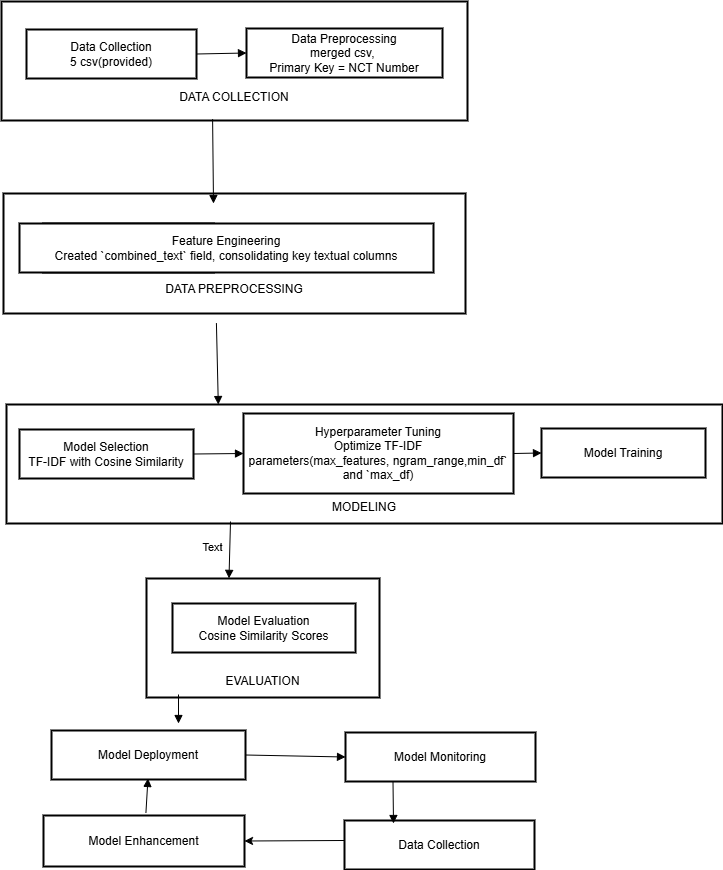 Data Collection
5 csv(provided)
Data Preprocessing
merged csv,
Primary Key = NCT Number
DATA COLLECTION
Feature Engineering
Created `combined_text` field, consolidating key textual columns
DATA PREPROCESSING
Model Selection
TF-IDF with Cosine Similarity
Hyperparameter Tuning
Optimize TF-IDF
parameters(max_features, ngram_range,min_df`
and `max_df)
Model Training
MODELING
Text
Model Evaluation
Cosine Similarity Scores
EVALUATION
Model Deployment
Model Monitoring
Model Enhancement
Data Collection